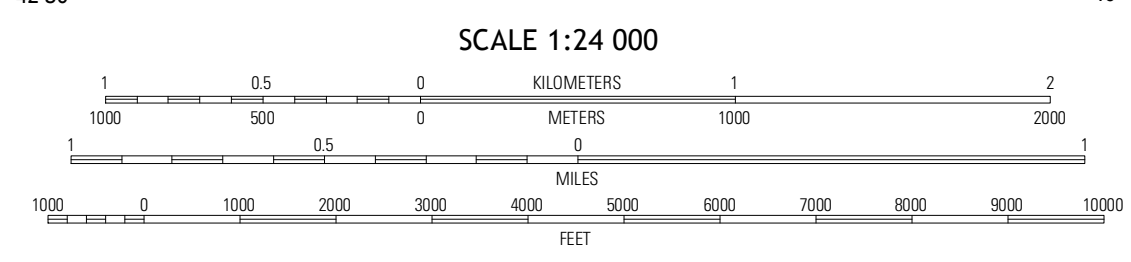 SCALE 1:24 000
1 0.5 0 KILOMETERS 1 2
1000 500 0 METERS 1000 2000
1 0.5 0 1
MILES
1000 0 1000 2000 3000 4000 5000 6000 7000 8000 9000 10000
FEET